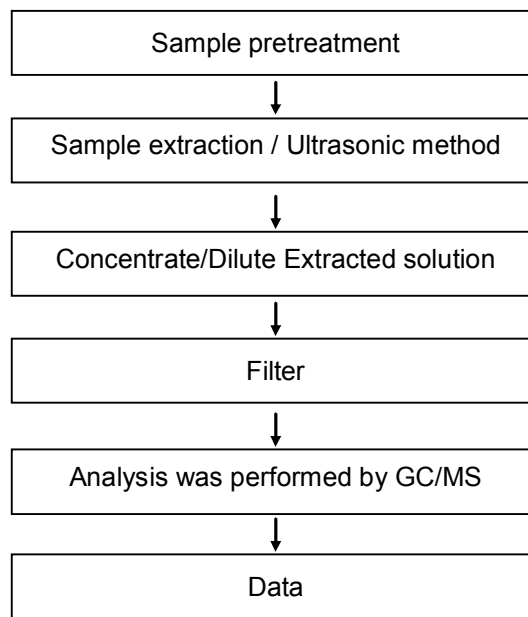 Sample pretreatment
Sample extraction / Ultrasonic method
Concentrate/Dilute Extracted solution
Filter
Analysis was performed by GC/MS
Data